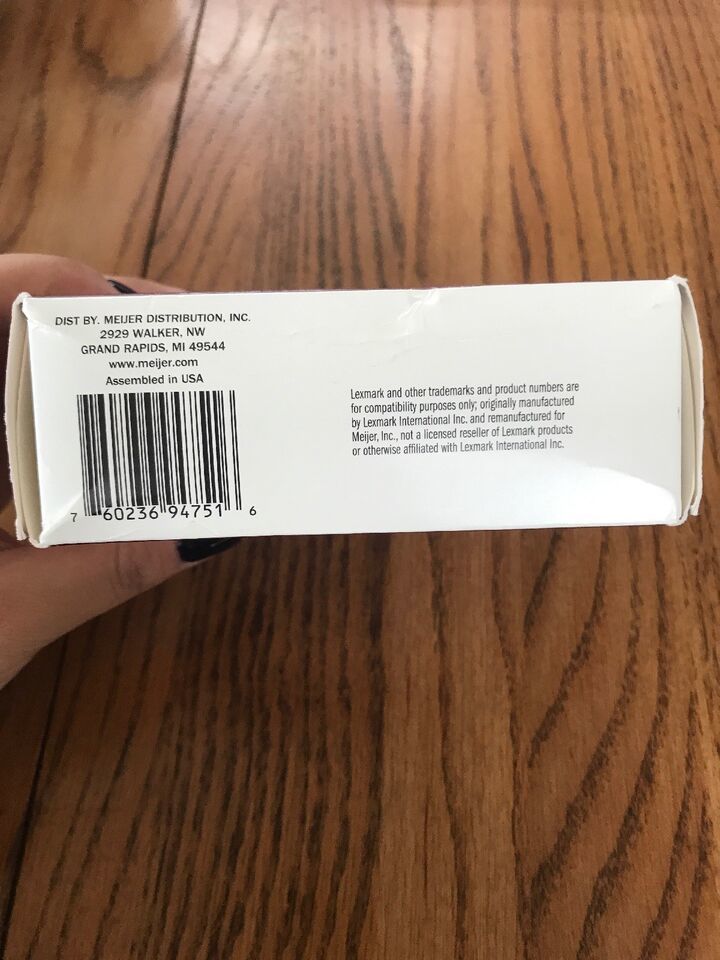 DIST BY. MEIJER DISTRIBUTION, INC.
2929 WALKER, NW
GRAND RAPIDS, MI 49544
www.meijer.com
Assembled in USA
7 60236 94751 6
Lexmark and other trademarks and product numbers are
for compatibility purposes only; originally manufactured
by Lexmark International Inc. and remanufactured for
Meijer, Inc., not a licensed reseller of Lexmark products
or otherwise affiliated with Lexmark International Inc.